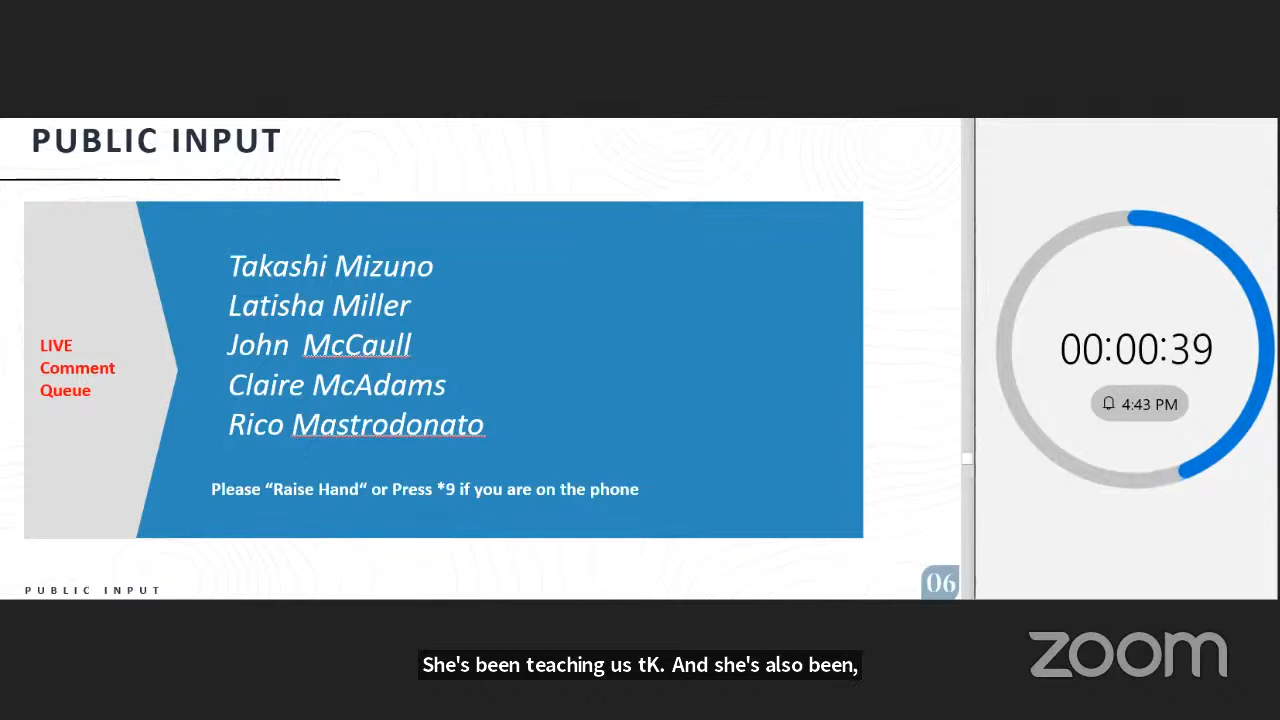 PUBLIC INPUT
LIVE
Comment
Queue
Takashi Mizuno
Latisha Miller
John McCaull
Claire McAdams
Rico Mastrodonato
Please “Raise Hand“ or Press *9 if you are on the phone
PUBLIC INPUT
06
00:00:39
4:43 PM
She's been teaching us tK. And she's also been,
zoom